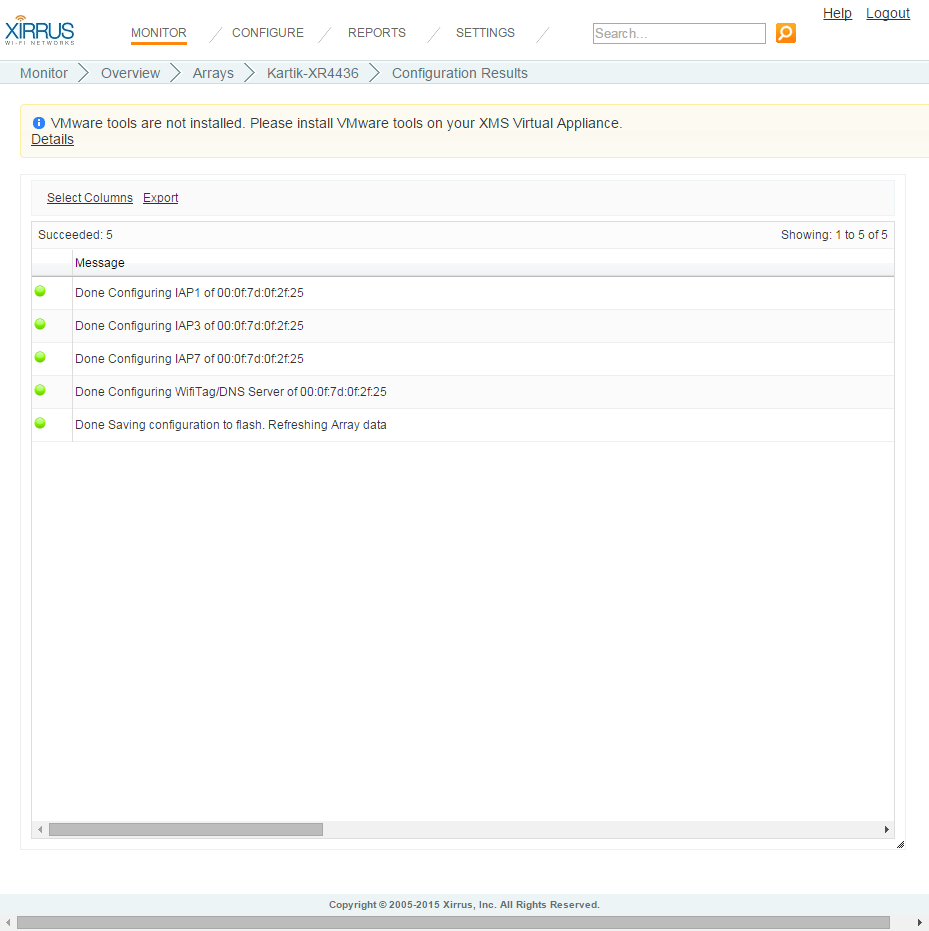 Help Logout
XIRRUS
WI-FI NETWORKS
MONITOR CONFIGURE REPORTS SETTINGS Search...
Monitor Overview Arrays Kartik-XR4436 Configuration Results
VMware tools are not installed. Please install VMware tools on your XMS Virtual Appliance.
Details
Select Columns Export
Succeeded: 5 Showing: 1 to 5 of 5
Message
Done Configuring IAP1 of 00:0f:7d:0f:2f:25
Done Configuring IAP3 of 00:0f:7d:0f:2f:25
Done Configuring IAP7 of 00:0f:7d:0f:2f:25
Done Configuring WifiTag/DNS Server of 00:0f:7d:0f:2f:25
Done Saving configuration to flash. Refreshing Array data
Copyright © 2005-2015 Xirrus, Inc. All Rights Reserved.